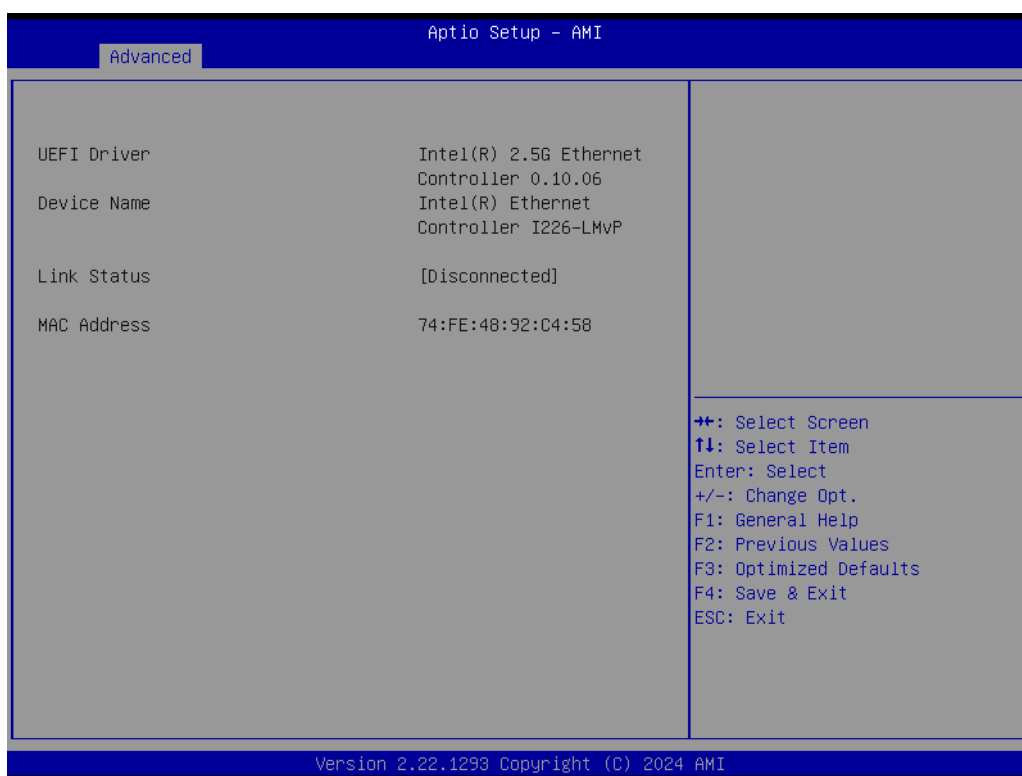 Aptio Setup – AMI
Advanced
UEFI Driver Intel(R) 2.5G Ethernet
Controller 0.10.06
Device Name Intel(R) Ethernet
Controller I226-LMvP
Link Status [Disconnected]
MAC Address 74:FE:48:92:C4:58
→←: Select Screen
↑↓: Select Item
Enter: Select
+/-: Change Opt.
F1: General Help
F2: Previous Values
F3: Optimized Defaults
F4: Save & Exit
ESC: Exit
Version 2.22.1293 Copyright (C) 2024 AMI